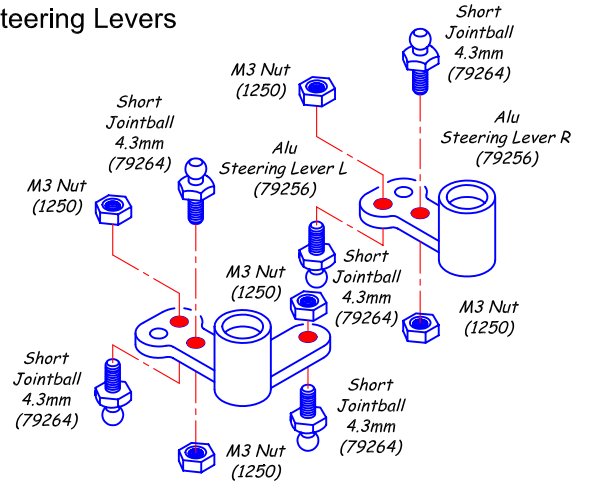 teering Levers
Short
Jointball
4.3mm
(79264)
M3 Nut
(1250)
Alu
Steering Lever R
(79256)
Short
Jointball
4.3mm
(79264)
Alu
Steering Lever L
(79256)
M3 Nut
(1250)
M3 Nut
(1250)
Short
Jointball
4.3mm
(79264)
M3 Nut
(1250)
Short
Jointball
4.3mm
(79264)
Short
Jointball
4.3mm
(79264)
M3 Nut
(1250)